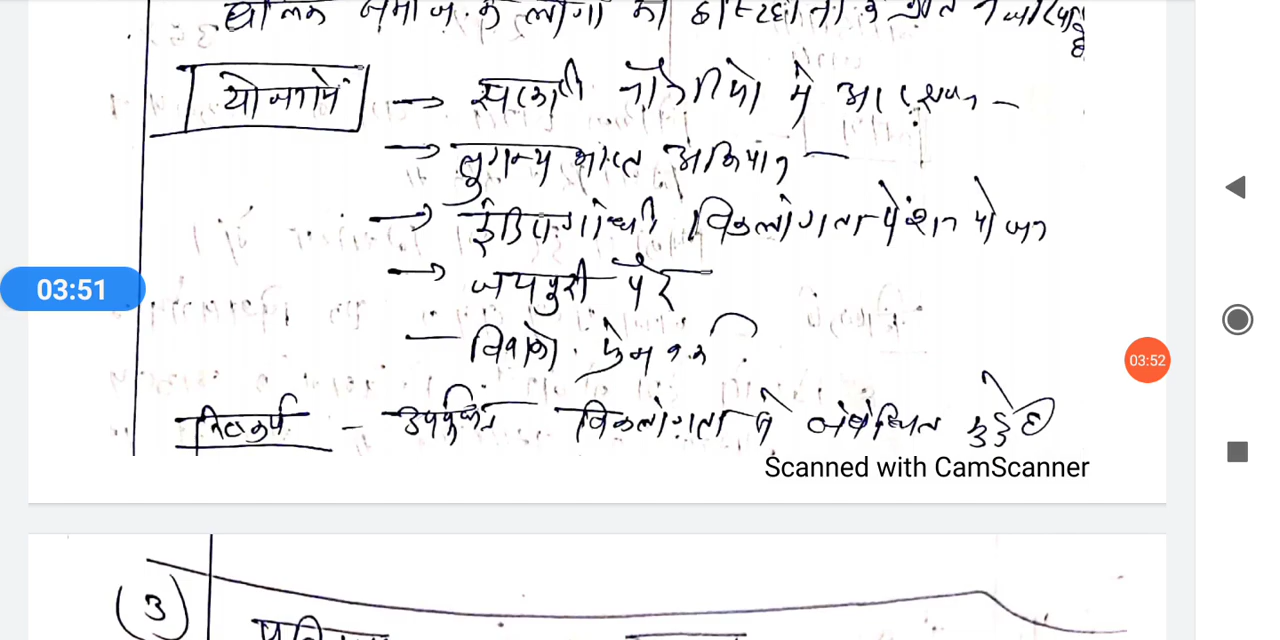 समाज के लोगों का
योजनायें → सरकारी नौकरियों में आरक्षण -
→ सुगम्य भारत अभियान -
→ इंदिरा गांधी विकलांगता पेंशन योजना
→ जयपुरी पैर
03:51
03:52
निष्कर्ष - उपर्युक्त विकलांगता से संबंधित मुद्दे है
Scanned with CamScanner
(3)